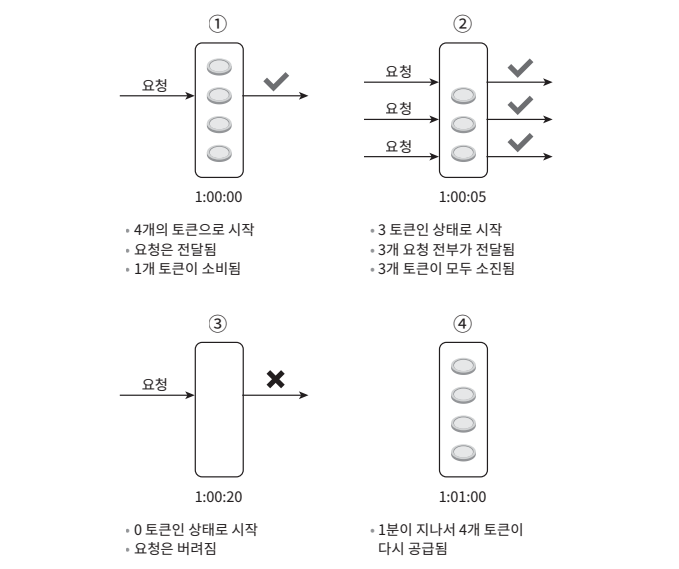 ①
요청
1:00:00
• 4개의 토큰으로 시작
• 요청은 전달됨
• 1개 토큰이 소비됨
②
요청
요청
요청
1:00:05
• 3 토큰인 상태로 시작
• 3개 요청 전부가 전달됨
• 3개 토큰이 모두 소진됨
③
요청
1:00:20
• 0 토큰인 상태로 시작
• 요청은 버려짐
④
1:01:00
• 1분이 지나서 4개 토큰이
다시 공급됨